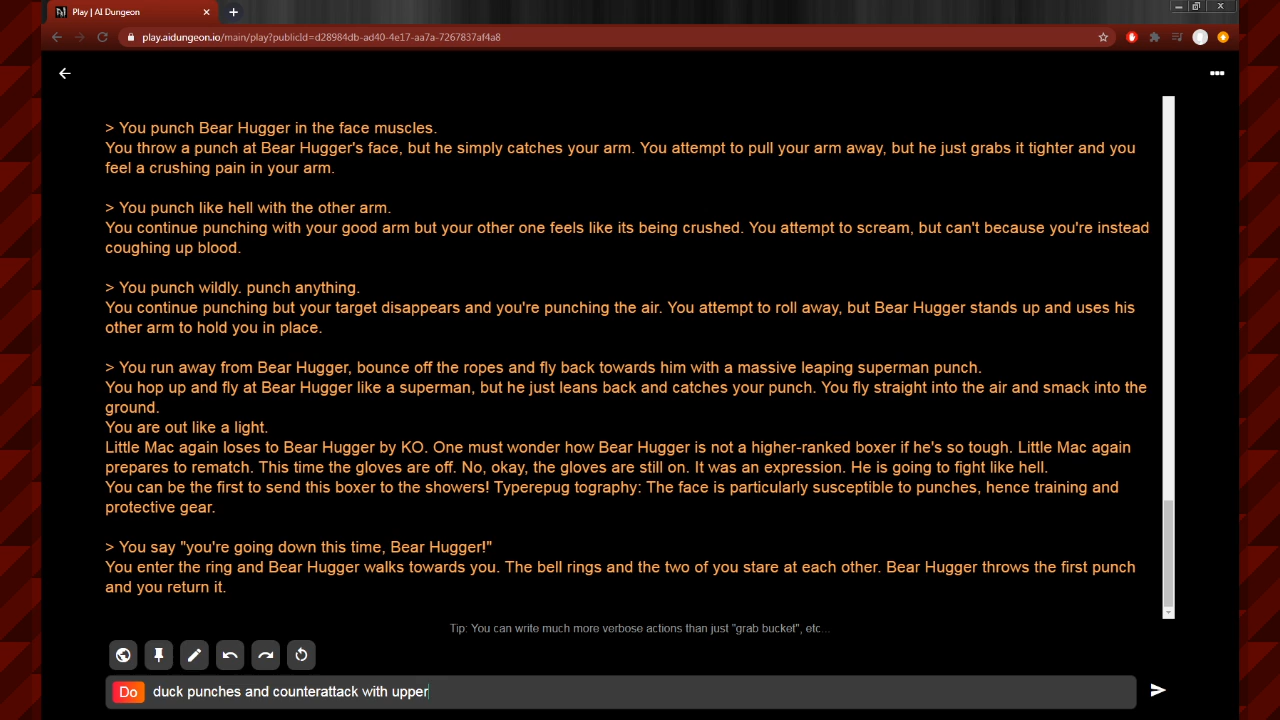 Play | AI Dungeon
play.aidungeon.io/main/play?publicId=d28984db-ad40-4e17-aa7a-7267837af4a8
> You punch Bear Hugger in the face muscles.
You throw a punch at Bear Hugger's face, but he simply catches your arm. You attempt to pull your arm away, but he just grabs it tighter and you
feel a crushing pain in your arm.
> You punch like hell with the other arm.
You continue punching with your good arm but your other one feels like its being crushed. You attempt to scream, but can't because you're instead
coughing up blood.
> You punch wildly. punch anything.
You continue punching but your target disappears and you're punching the air. You attempt to roll away, but Bear Hugger stands up and uses his
other arm to hold you in place.
> You run away from Bear Hugger, bounce off the ropes and fly back towards him with a massive leaping superman punch.
You hop up and fly at Bear Hugger like a superman, but he just leans back and catches your punch. You fly straight into the air and smack into the
ground.
You are out like a light.
Little Mac again loses to Bear Hugger by KO. One must wonder how Bear Hugger is not a higher-ranked boxer if he's so tough. Little Mac again
prepares to rematch. This time the gloves are off. No, okay, the gloves are still on. It was an expression. He is going to fight like hell.
You can be the first to send this boxer to the showers! Typerepug tography: The face is particularly susceptible to punches, hence training and
protective gear.
> You say "you're going down this time, Bear Hugger!"
You enter the ring and Bear Hugger walks towards you. The bell rings and the two of you stare at each other. Bear Hugger throws the first punch
and you return it.
Tip: You can write much more verbose actions than just "grab bucket", etc...
Do duck punches and counterattack with upper